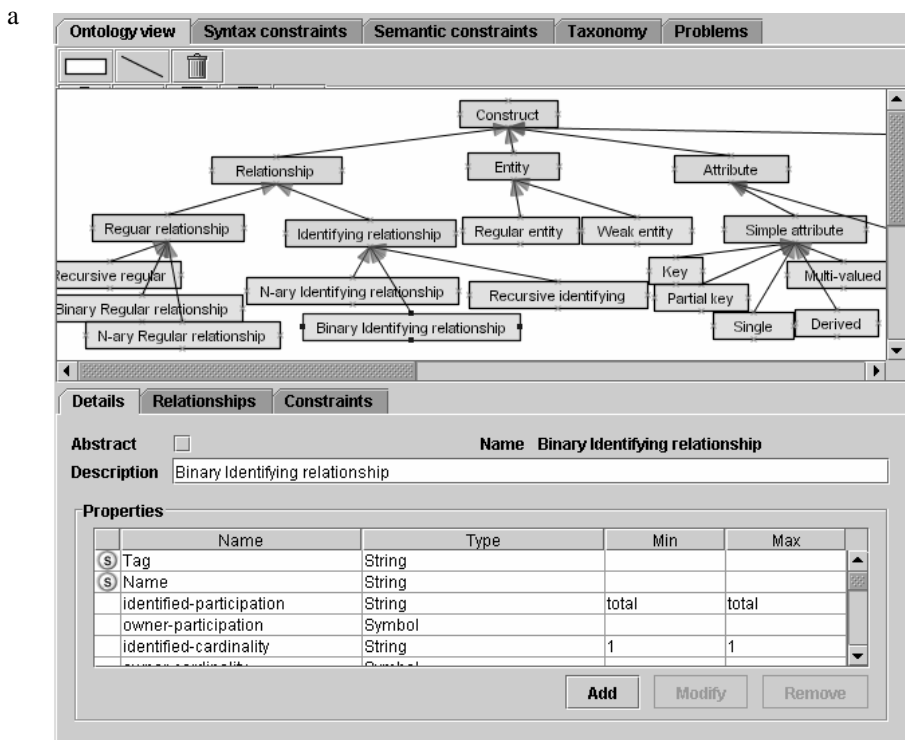 a
Ontology view Syntax constraints Semantic constraints Taxonomy Problems
Construct
Relationship Entity Attribute
Reguar relationship Identifying relationship Regular entity Weak entity Simple attribute
Recursive regular N-ary Identifying relationship Recursive identifying Key Partial key Multi-valued
Binary Regular relationship
N-ary Regular relationship Binary Identifying relationship Single Derived
Details Relationships Constraints
Abstract Name Binary Identifying relationship
Description Binary Identifying relationship
Properties
Name Type Min Max
S Tag String
S Name String
identified-participation String total total
owner-participation Symbol
identified-cardinality String 1 1
owner-cardinality Symbol
Add Modify Remove